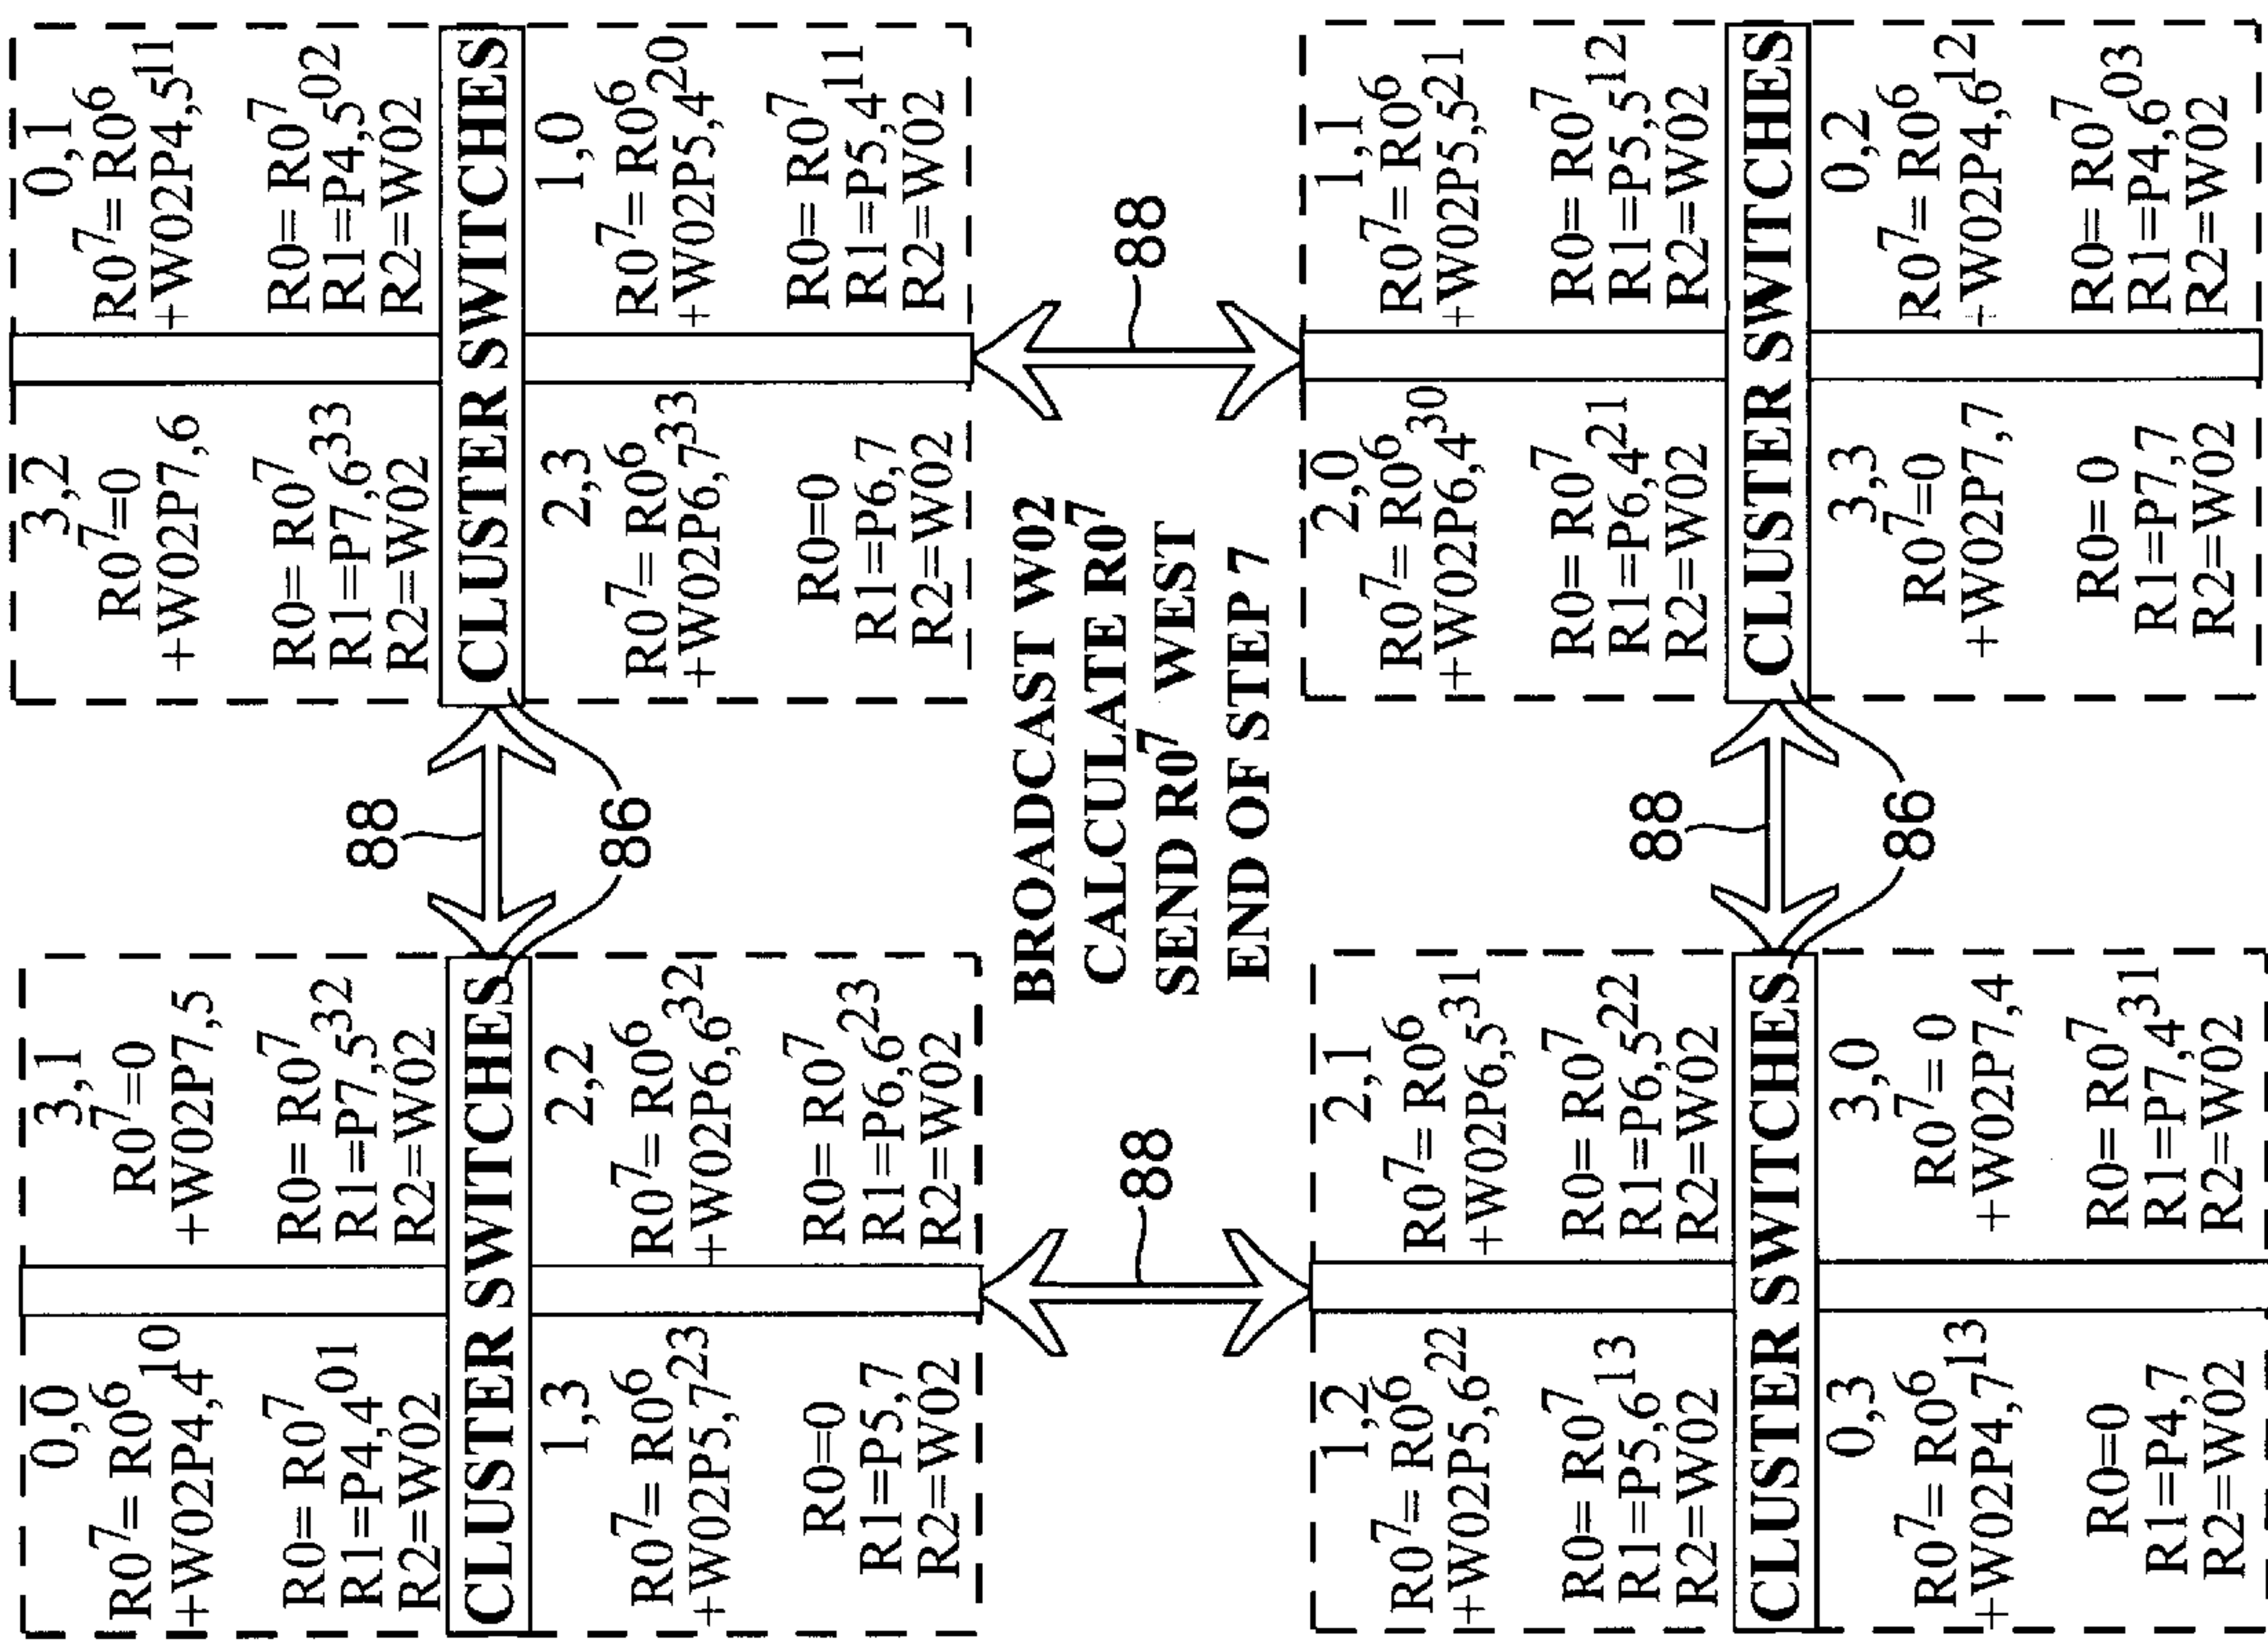 0,0
R0⁷= R0⁶
+W02P4,4¹⁰
R0= R0⁷
R1=P4,4⁰¹
R2=W02
3,1
R0⁷=0
+W02P7,5
R0= R0⁷
R1=P7,5³²
R2=W02
CLUSTER SWITCHES
1,3
R0⁷= R0⁶
+W02P5,7²³
R0=0
R1=P5,7
R2=W02
2,2
R0⁷= R0⁶
+W02P6,6³²
R0= R0⁷
R1=P6,6²³
R2=W02
88
86
3,2
R0⁷=0
+W02P7,6
R0= R0⁷
R1=P7,6³³
R2=W02
0,1
R0⁷= R0⁶
+W02P4,5¹¹
R0= R0⁷
R1=P4,5⁰²
R2=W02
CLUSTER SWITCHES
2,3
R0⁷= R0⁶
+W02P6,7³³
R0=0
R1=P6,7
R2=W02
1,0
R0⁷= R0⁶
+W02P5,4²⁰
R0= R0⁷
R1=P5,4¹¹
R2=W02
88
BROADCAST W02
CALCULATE R0⁷
SEND R0⁷ WEST
END OF STEP 7
88
1,2
R0⁷= R0⁶
+W02P5,6²²
R0= R0⁷
R1=P5,6¹³
R2=W02
2,1
R0⁷= R0⁶
+W02P6,5³¹
R0= R0⁷
R1=P6,5²²
R2=W02
CLUSTER SWITCHES
0,3
R0⁷= R0⁶
+W02P4,7¹³
R0=0
R1=P4,7
R2=W02
3,0
R0⁷= 0
+W02P7,4
R0= R0⁷
R1=P7,4³¹
R2=W02
88
86
2,0
R0⁷= R0⁶
+W02P6,4³⁰
R0= R0⁷
R1=P6,4²¹
R2=W02
1,1
R0⁷= R0⁶
+W02P5,5²¹
R0= R0⁷
R1=P5,5¹²
R2=W02
CLUSTER SWITCHES
3,3
R0⁷=0
+W02P7,7
R0= 0
R1=P7,7
R2=W02
0,2
R0⁷= R0⁶
+W02P4,6¹²
R0= R0⁷
R1=P4,6⁰³
R2=W02